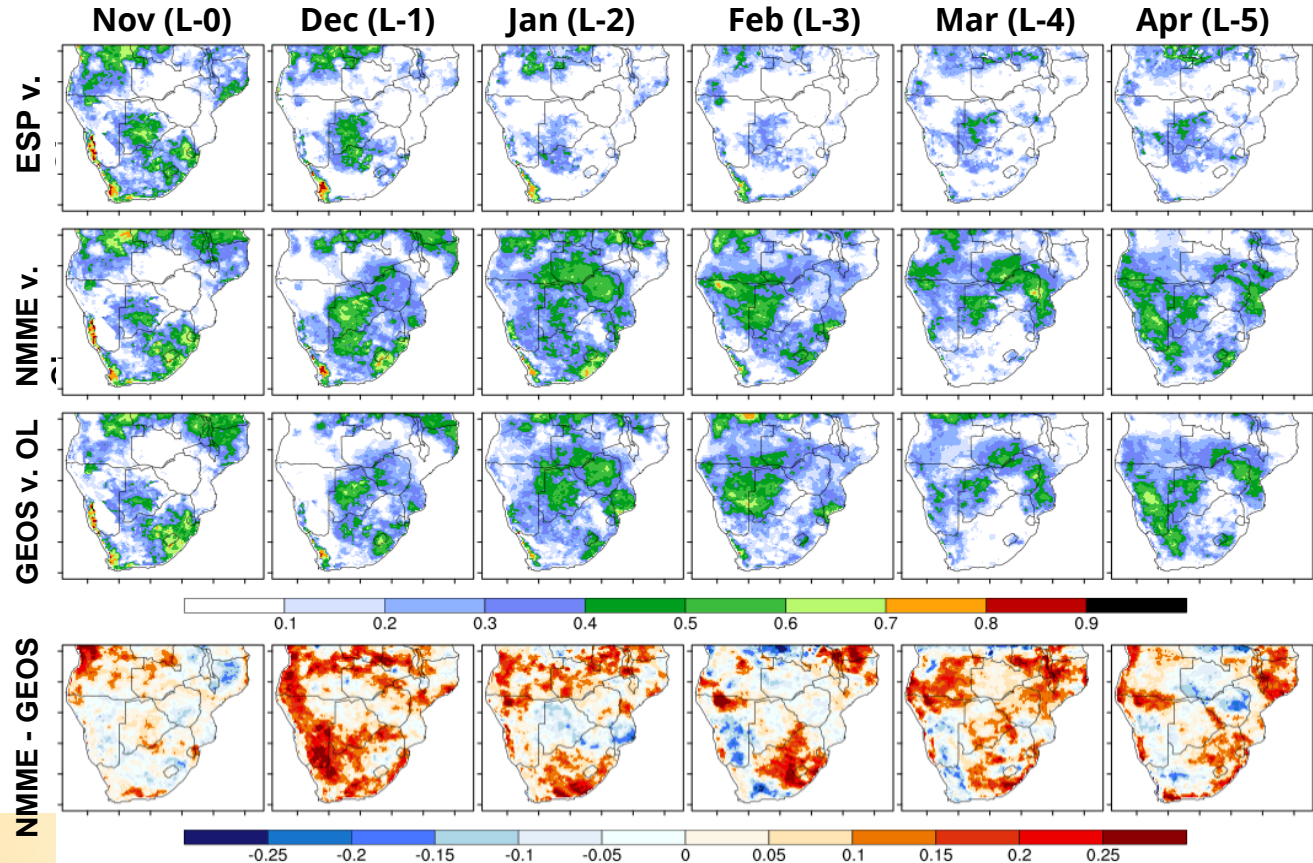 Nov (L-0) Dec (L-1) Jan (L-2) Feb (L-3) Mar (L-4) Apr (L-5)
ESP v.
NMME v.
GEOS v. OL
0.1 0.2 0.3 0.4 0.5 0.6 0.7 0.8 0.9
NMME - GEOS
-0.25 -0.2 -0.15 -0.1 -0.05 0 0.05 0.1 0.15 0.2 0.25